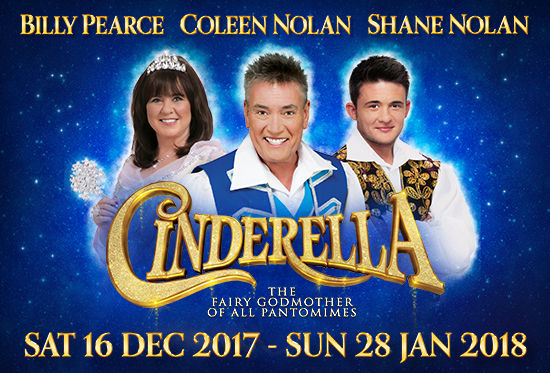 BILLY PEARCE COLEEN NOLAN SHANE NOLAN
CINDERELLA
THE
FAIRY GODMOTHER
OF ALL PANTOMIMES
SAT 16 DEC 2017 - SUN 28 JAN 2018